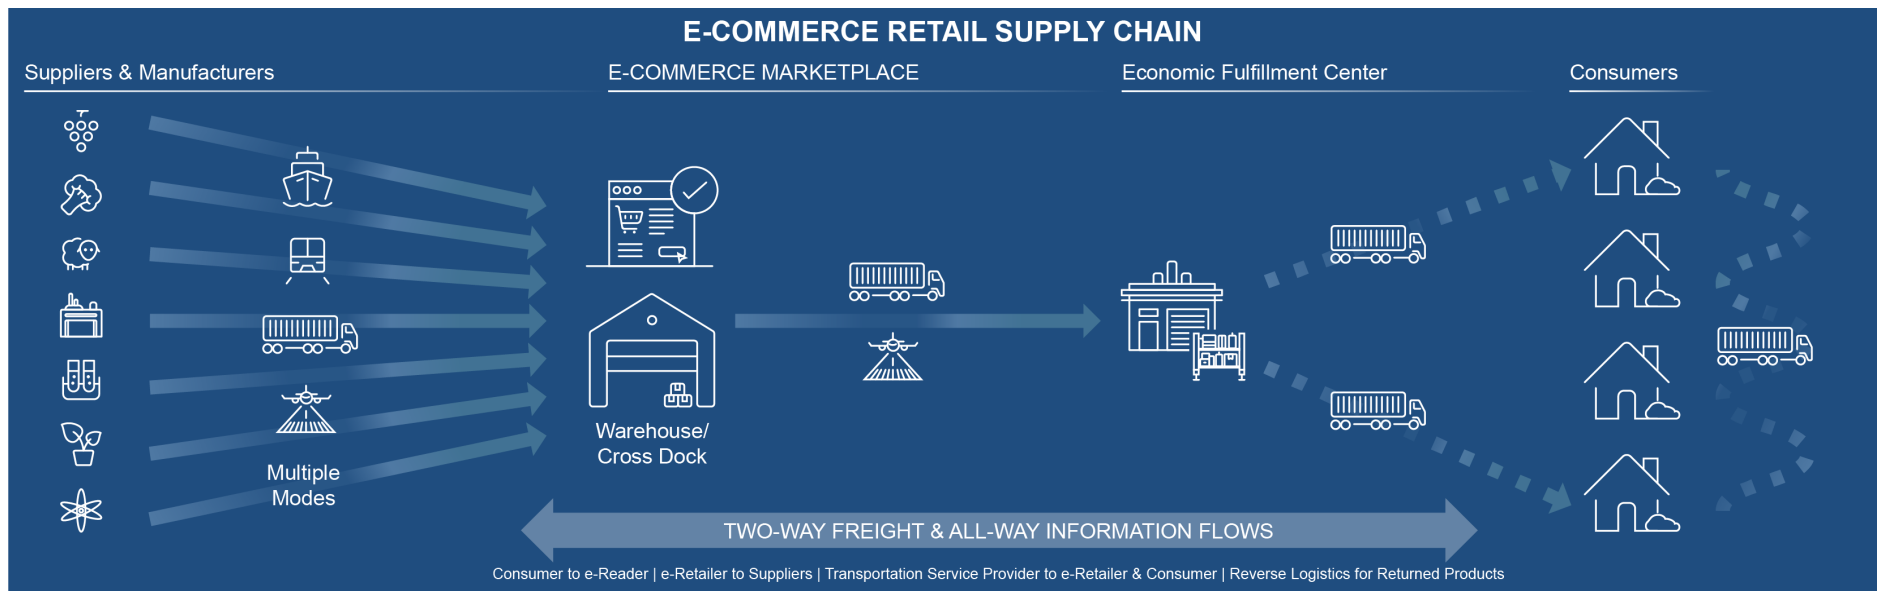 E-COMMERCE RETAIL SUPPLY CHAIN
Suppliers & Manufacturers
E-COMMERCE MARKETPLACE
Economic Fulfillment Center
Consumers
Multiple
Modes
Warehouse/
Cross Dock
TWO-WAY FREIGHT & ALL-WAY INFORMATION FLOWS
Consumer to e-Reader | e-Retailer to Suppliers | Transportation Service Provider to e-Retailer & Consumer | Reverse Logistics for Returned Products